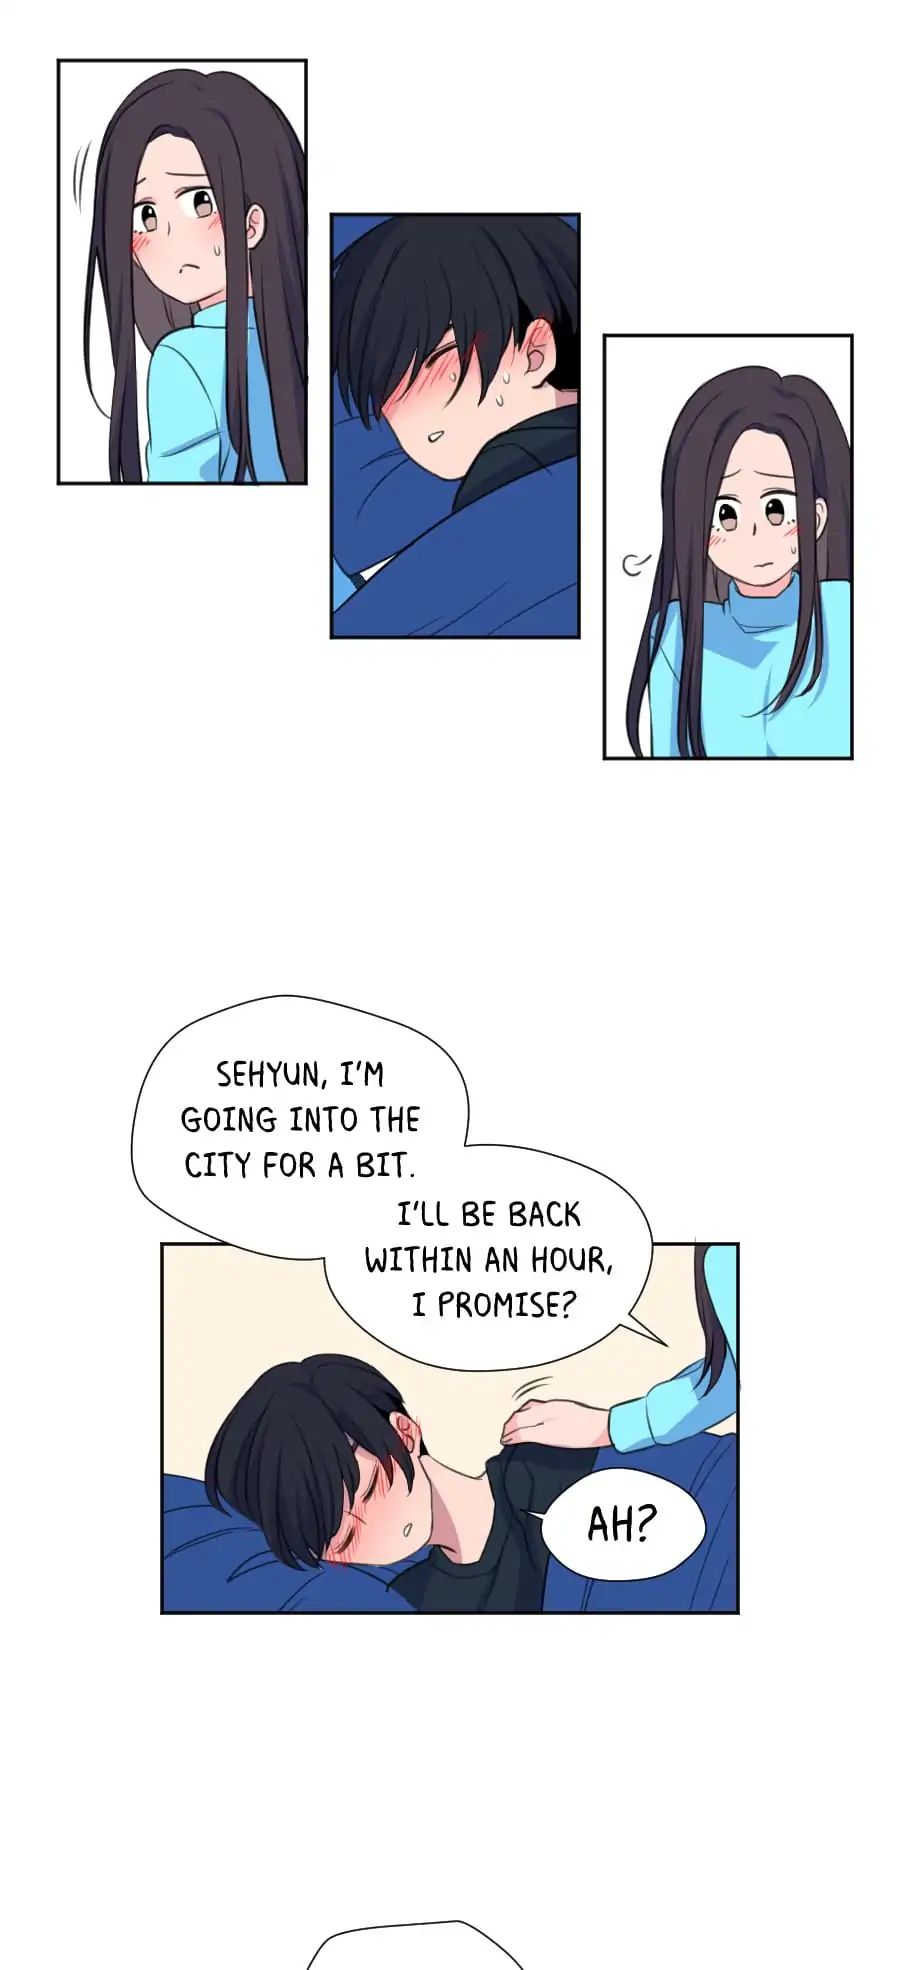 SEHYUN, I'M
GOING INTO THE
CITY FOR A BIT.
I'LL BE BACK
WITHIN AN HOUR,
I PROMISE?
AH?